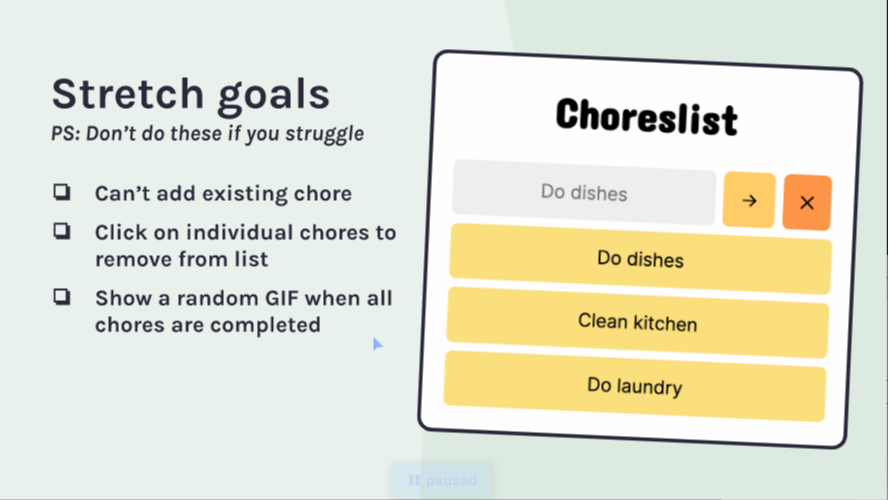 Stretch goals
PS: Don't do these if you struggle
Can't add existing chore
Click on individual chores to
remove from list
Show a random GIF when all
chores are completed
Choreslist
Do dishes
Do dishes
Clean kitchen
Do laundry
paused